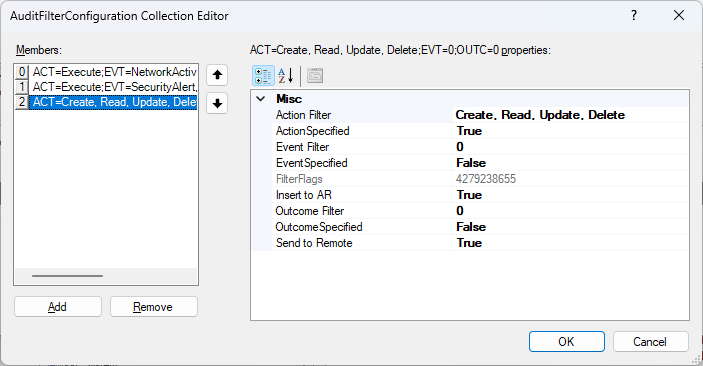 AuditFilterConfiguration Collection Editor
Members:
ACT=Create, Read, Update, Delete;EVT=0;OUTC=0 properties:
0 ACT=Execute;EVT=NetworkActiv
1 ACT=Execute;EVT=SecurityAlert,
2 ACT=Create, Read, Update, Dele
Misc
Action Filter Create, Read, Update, Delete
ActionSpecified True
Event Filter 0
EventSpecified False
FilterFlags 4279238655
Insert to AR True
Outcome Filter 0
OutcomeSpecified False
Send to Remote True
Add
Remove
OK
Cancel